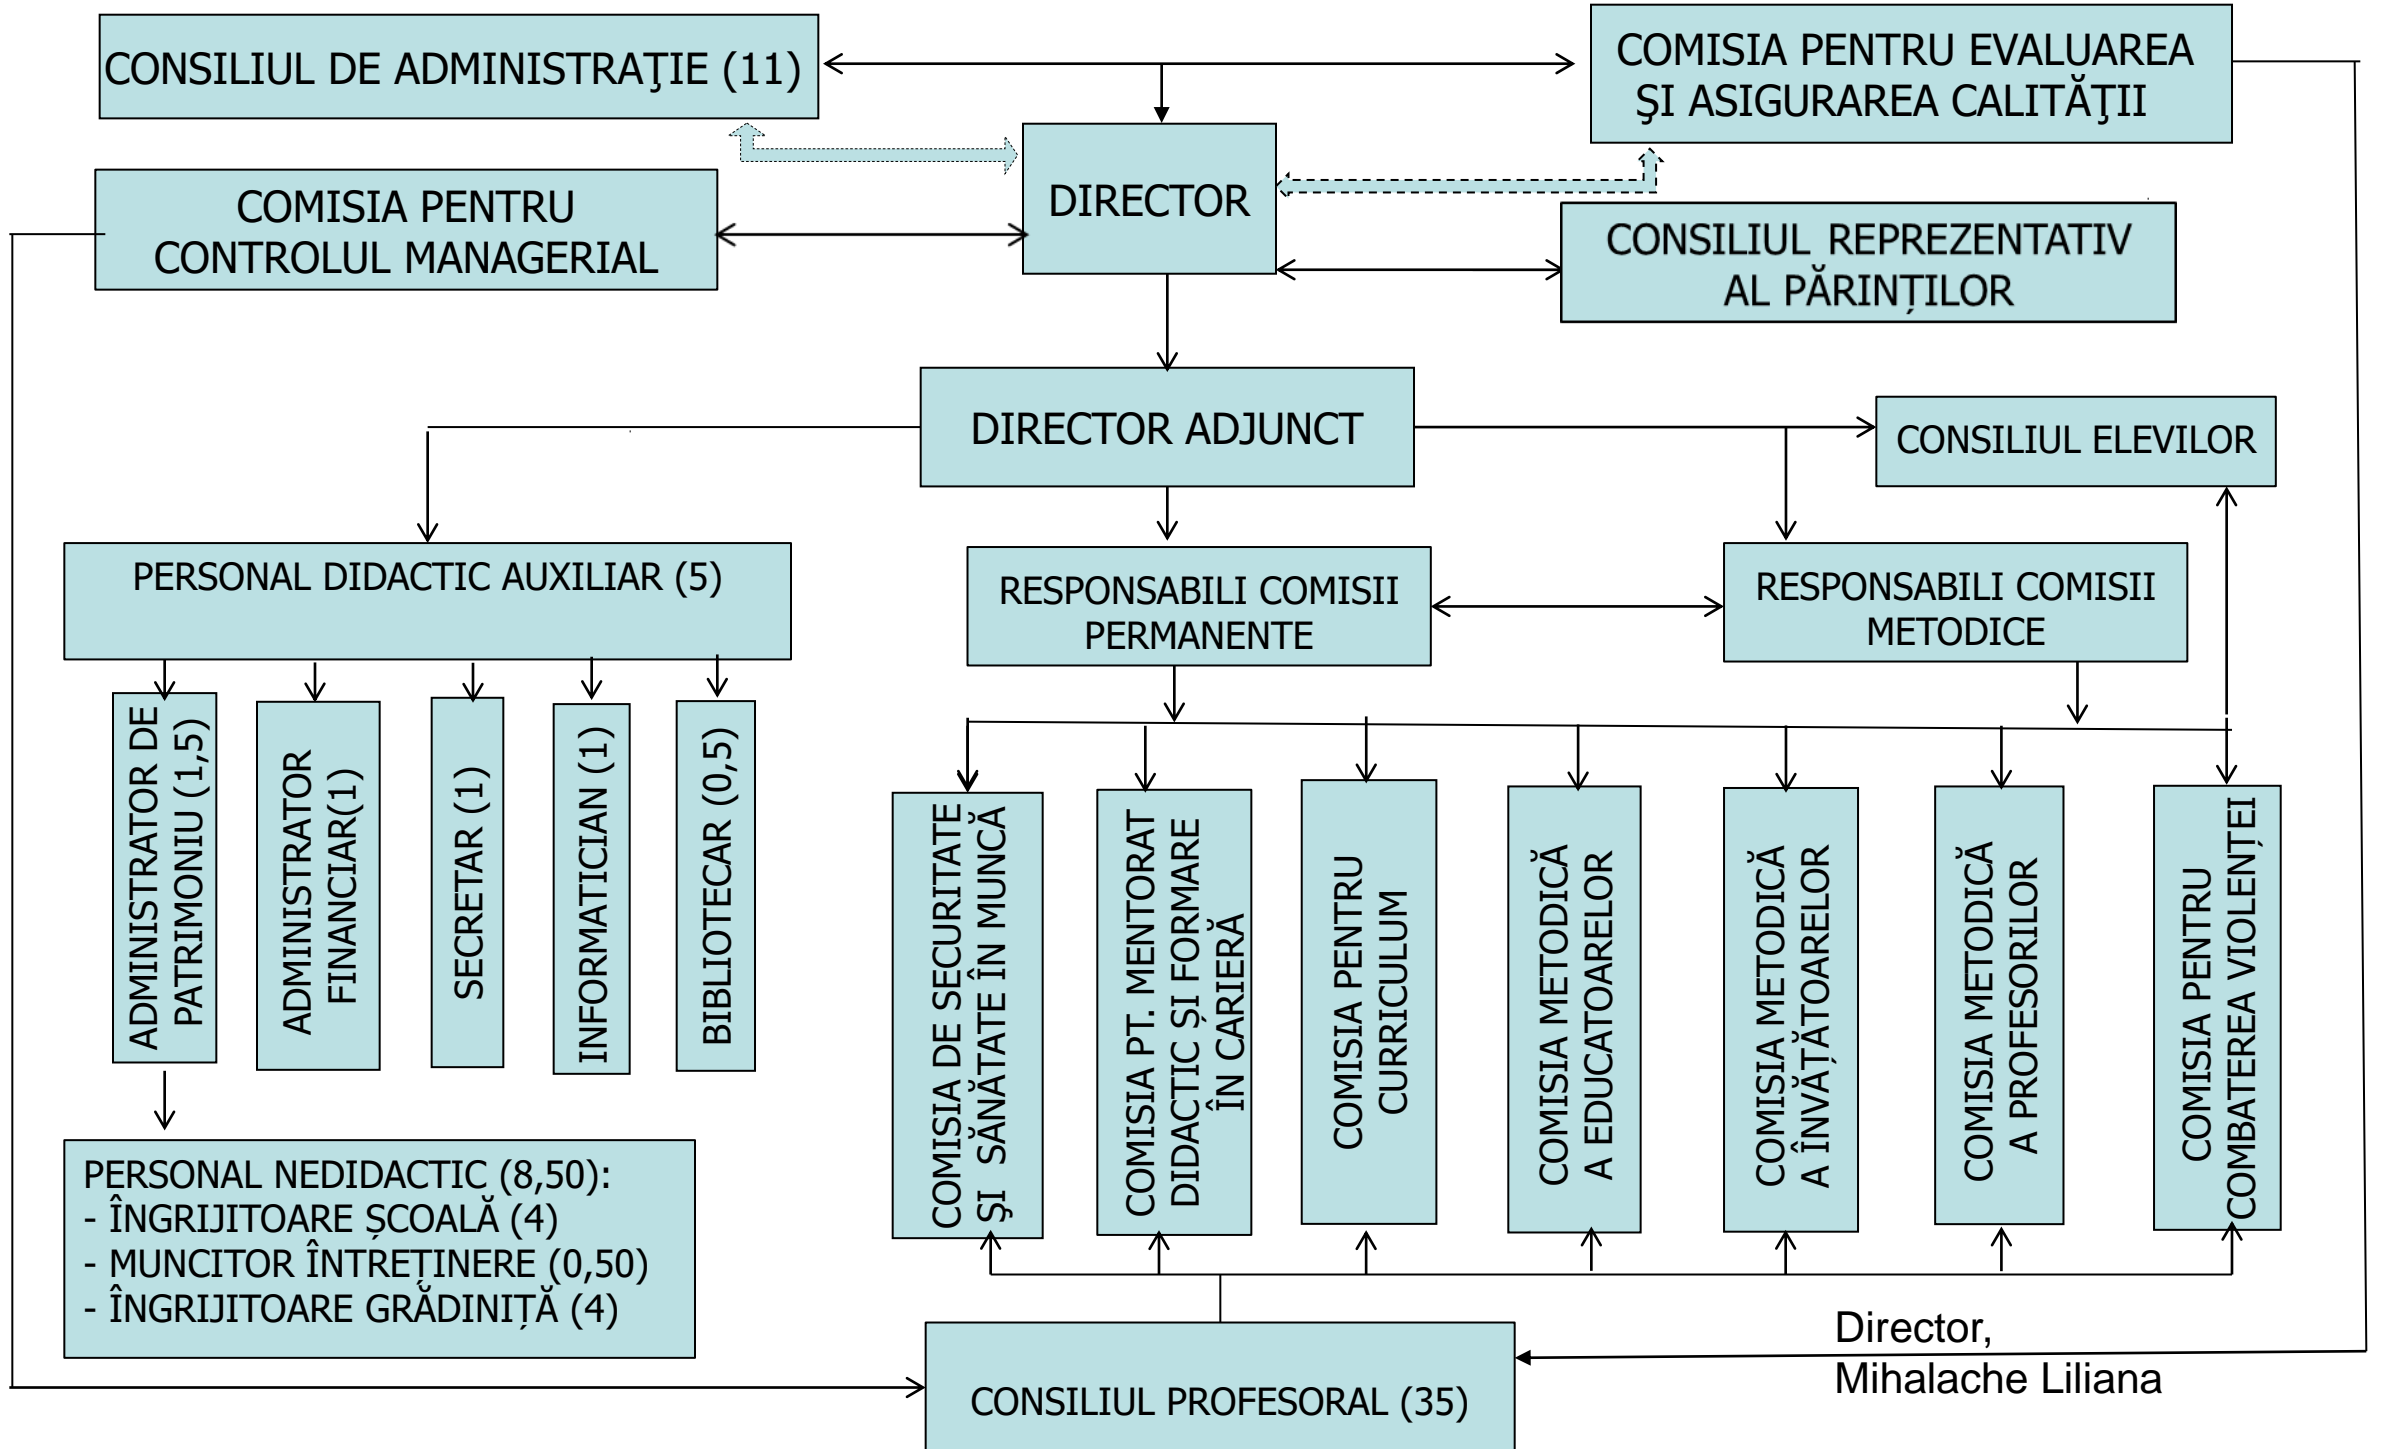 CONSILIUL DE ADMINISTRAŢIE (11)
COMISIA PENTRU EVALUAREA
ŞI ASIGURAREA CALITĂŢII
DIRECTOR
COMISIA PENTRU
CONTROLUL MANAGERIAL
CONSILIUL REPREZENTATIV
AL PĂRINȚILOR
DIRECTOR ADJUNCT
CONSILIUL ELEVILOR
PERSONAL DIDACTIC AUXILIAR (5)
RESPONSABILI COMISII
PERMANENTE
RESPONSABILI COMISII
METODICE
ADMINISTRATOR DE
PATRIMONIU (1,5)
ADMINISTRATOR
FINANCIAR(1)
SECRETAR (1)
INFORMATICIAN (1)
BIBLIOTECAR (0,5)
COMISIA DE SECURITATE
ŞI SĂNĂTATE ÎN MUNCĂ
COMISIA PT. MENTORAT
DIDACTIC ȘI FORMARE
ÎN CARIERĂ
COMISIA PENTRU
CURRICULUM
COMISIA METODICĂ
A EDUCATOARELOR
COMISIA METODICĂ
A ÎNVĂȚĂTOARELOR
COMISIA METODICĂ
A PROFESORILOR
COMISIA PENTRU
COMBATEREA VIOLENȚEI
PERSONAL NEDIDACTIC (8,50):
- ÎNGRIJITOARE ȘCOALĂ (4)
- MUNCITOR ÎNTREȚINERE (0,50)
- ÎNGRIJITOARE GRĂDINIȚĂ (4)
CONSILIUL PROFESORAL (35)
Director,
Mihalache Liliana